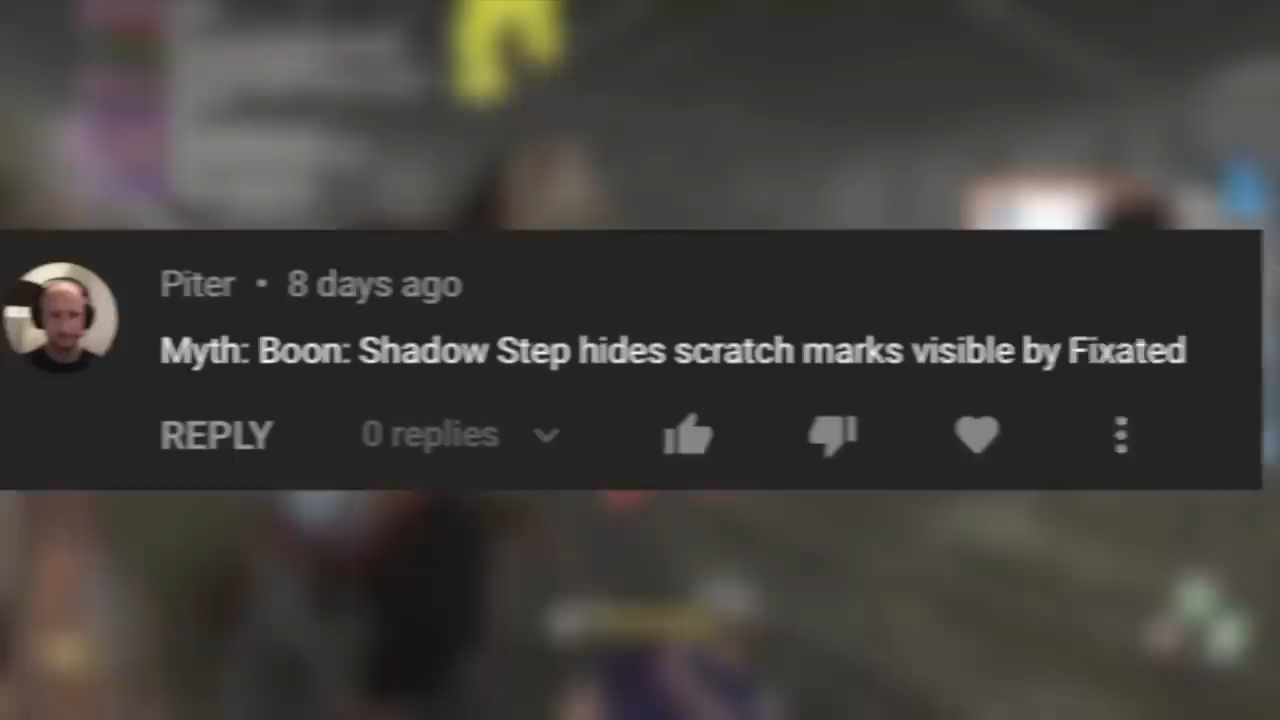 Piter • 8 days ago
Myth: Boon: Shadow Step hides scratch marks visible by Fixated
REPLY 0 replies